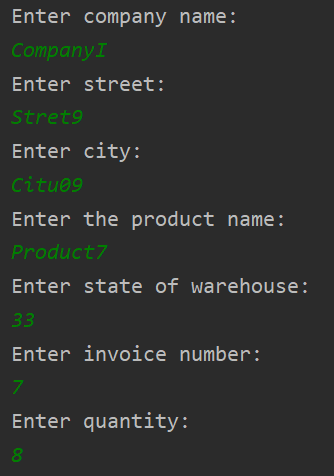 Enter company name:
CompanyI
Enter street:
Stret9
Enter city:
Citu09
Enter the product name:
Product7
Enter state of warehouse:
33
Enter invoice number:
7
Enter quantity:
8